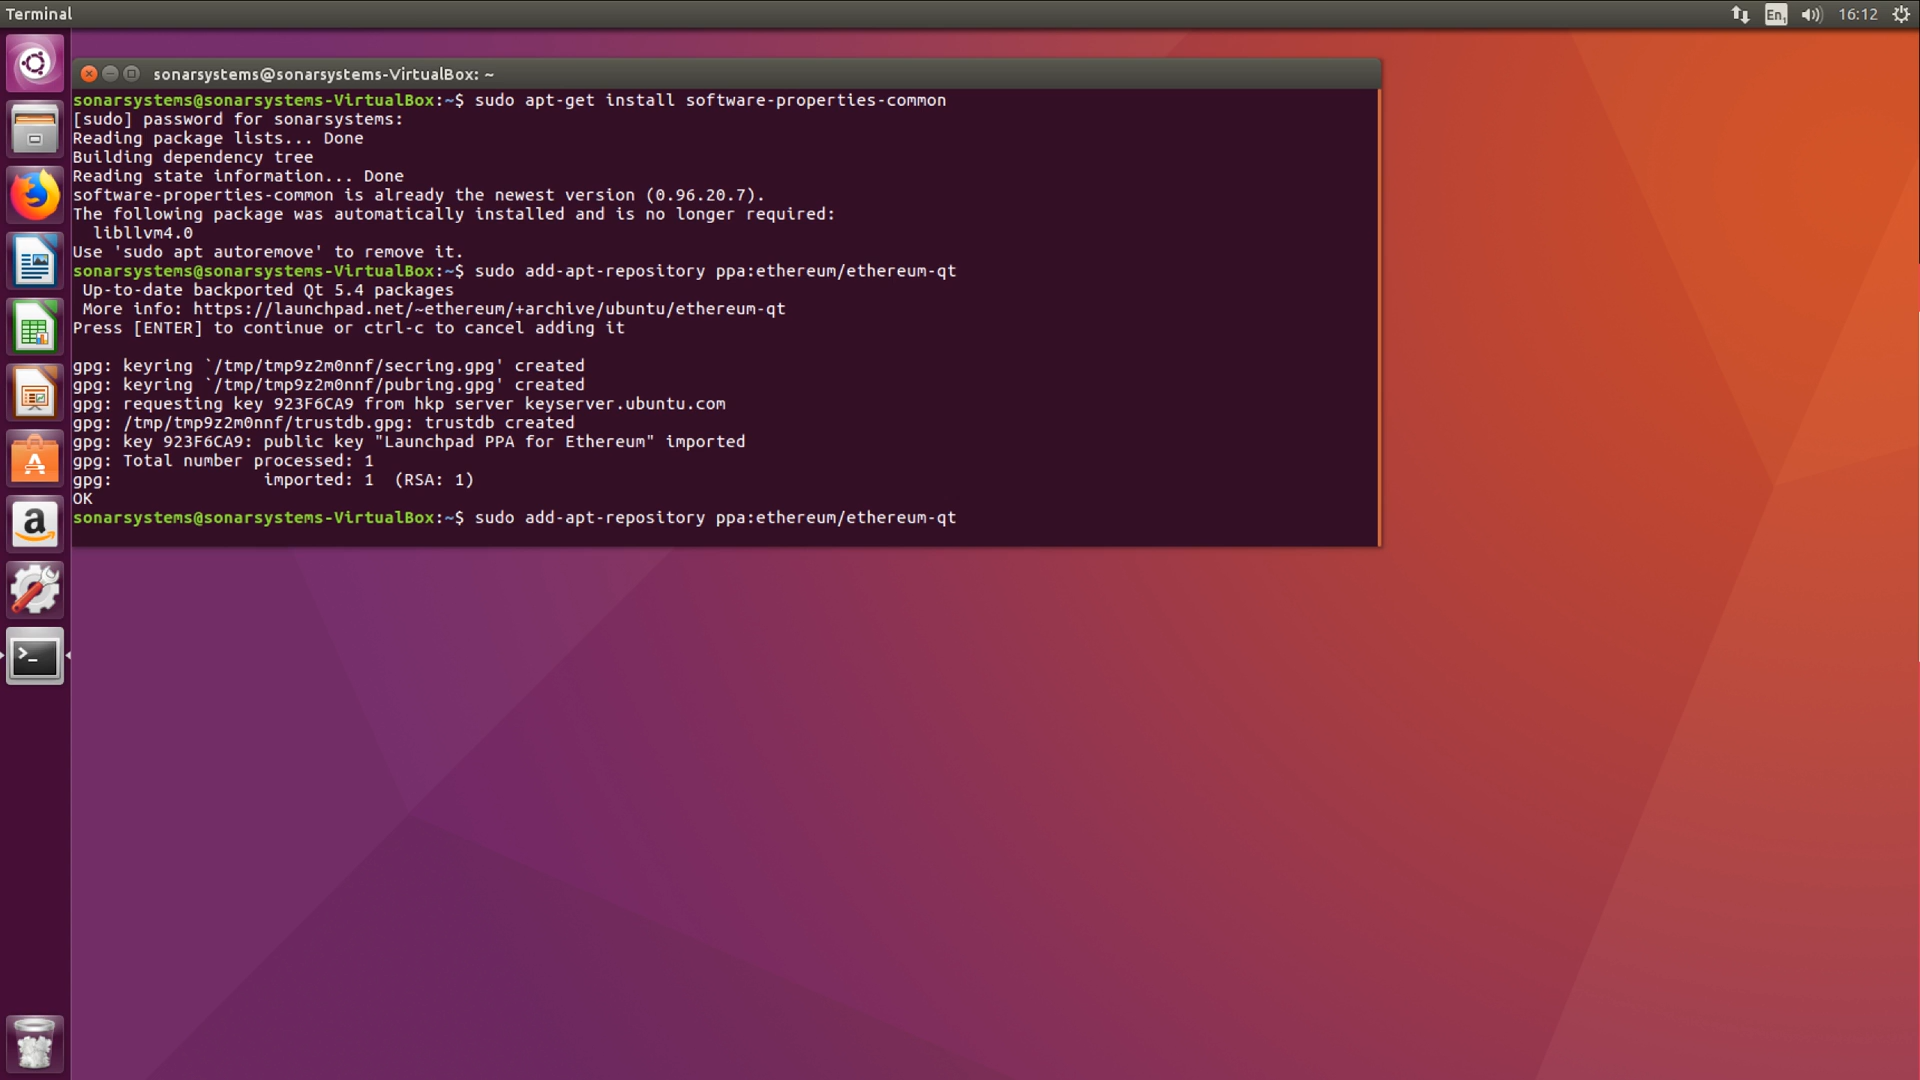 Terminal
En1
16:12
sonarsystems@sonarsystems-VirtualBox: ~
sonarsystems@sonarsystems-VirtualBox:~$ sudo apt-get install software-properties-common
[sudo] password for sonarsystems:
Reading package lists... Done
Building dependency tree
Reading state information... Done
software-properties-common is already the newest version (0.96.20.7).
The following package was automatically installed and is no longer required:
  libllvm4.0
Use 'sudo apt autoremove' to remove it.
sonarsystems@sonarsystems-VirtualBox:~$ sudo add-apt-repository ppa:ethereum/ethereum-qt
 Up-to-date backported Qt 5.4 packages
 More info: https://launchpad.net/~ethereum/+archive/ubuntu/ethereum-qt
Press [ENTER] to continue or ctrl-c to cancel adding it
gpg: keyring `/tmp/tmp9z2m0nnf/secring.gpg' created
gpg: keyring `/tmp/tmp9z2m0nnf/pubring.gpg' created
gpg: requesting key 923F6CA9 from hkp server keyserver.ubuntu.com
gpg: /tmp/tmp9z2m0nnf/trustdb.gpg: trustdb created
gpg: key 923F6CA9: public key "Launchpad PPA for Ethereum" imported
gpg: Total number processed: 1
gpg:               imported: 1  (RSA: 1)
OK
sonarsystems@sonarsystems-VirtualBox:~$ sudo add-apt-repository ppa:ethereum/ethereum-qt